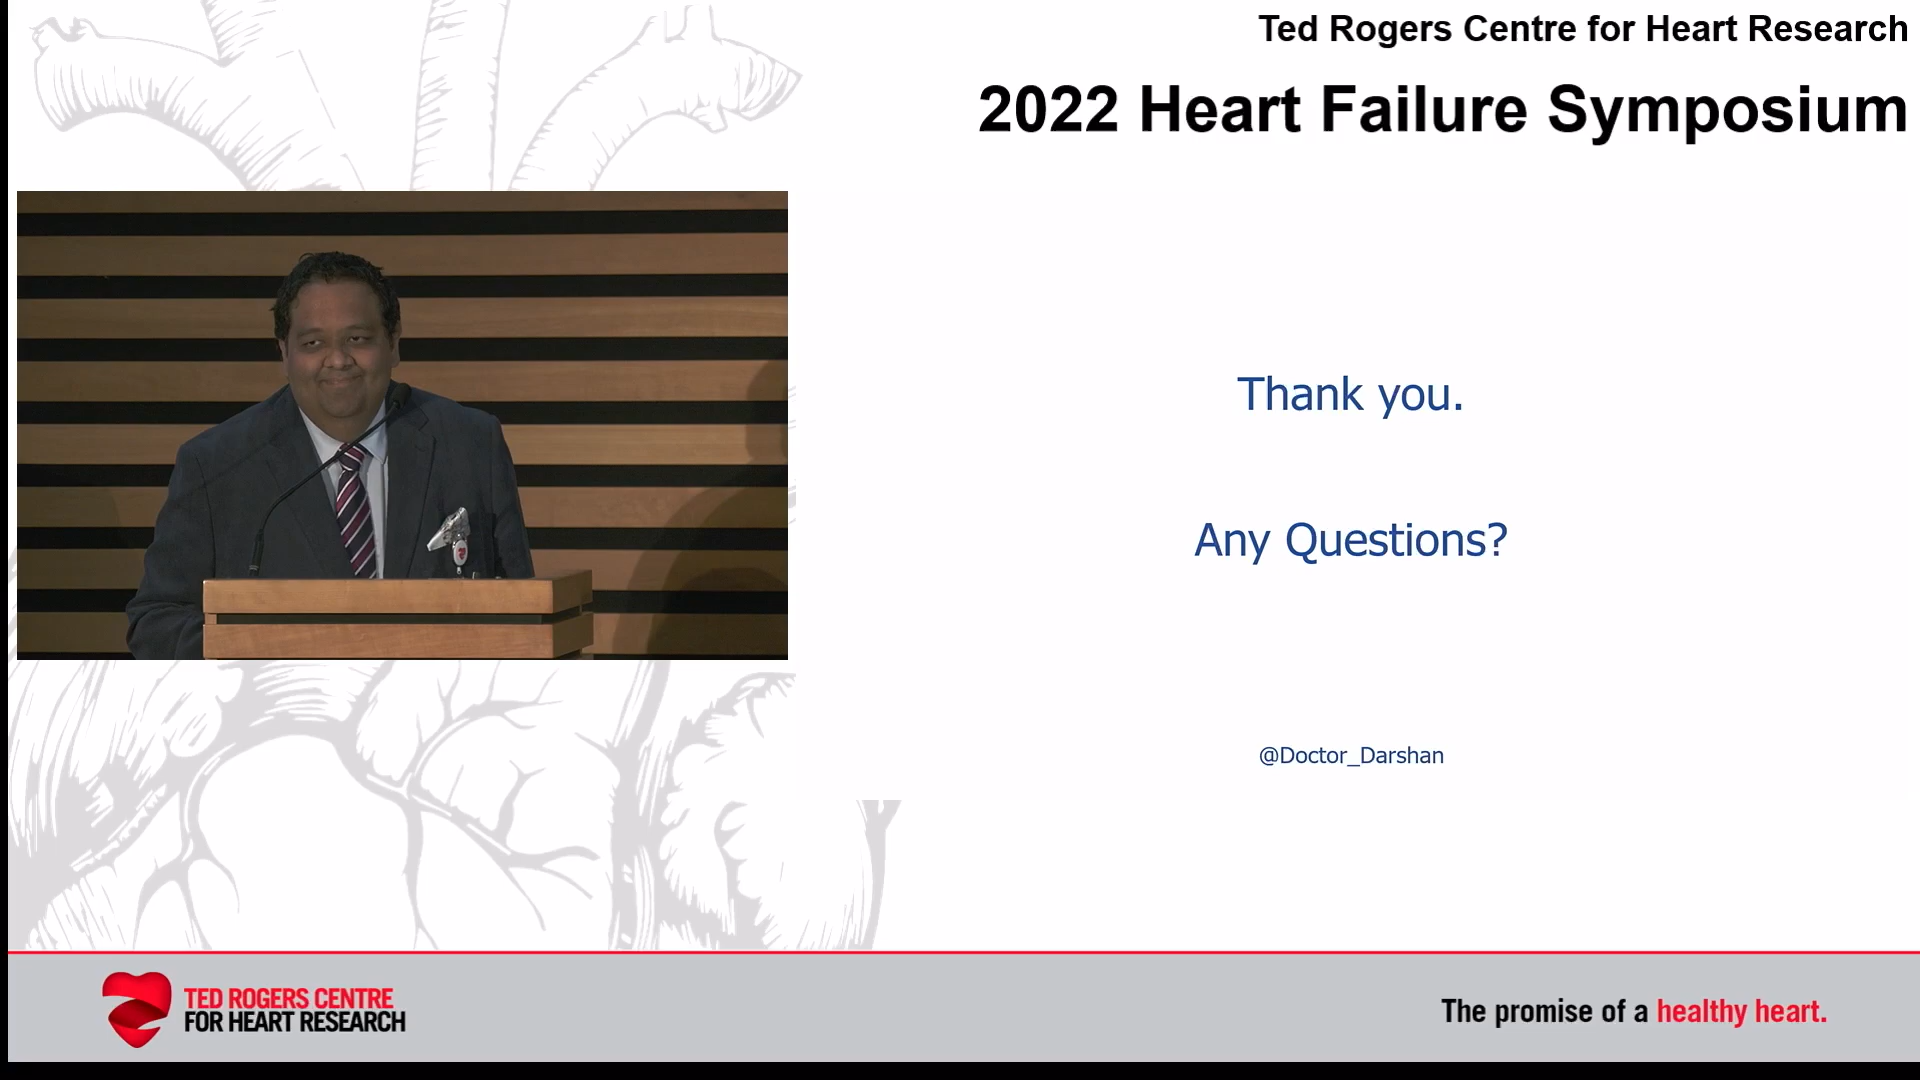 Ted Rogers Centre for Heart Research
2022 Heart Failure Symposium
Thank you.
Any Questions?
@Doctor_Darshan
TED ROGERS CENTRE
FOR HEART RESEARCH
The promise of a healthy heart.